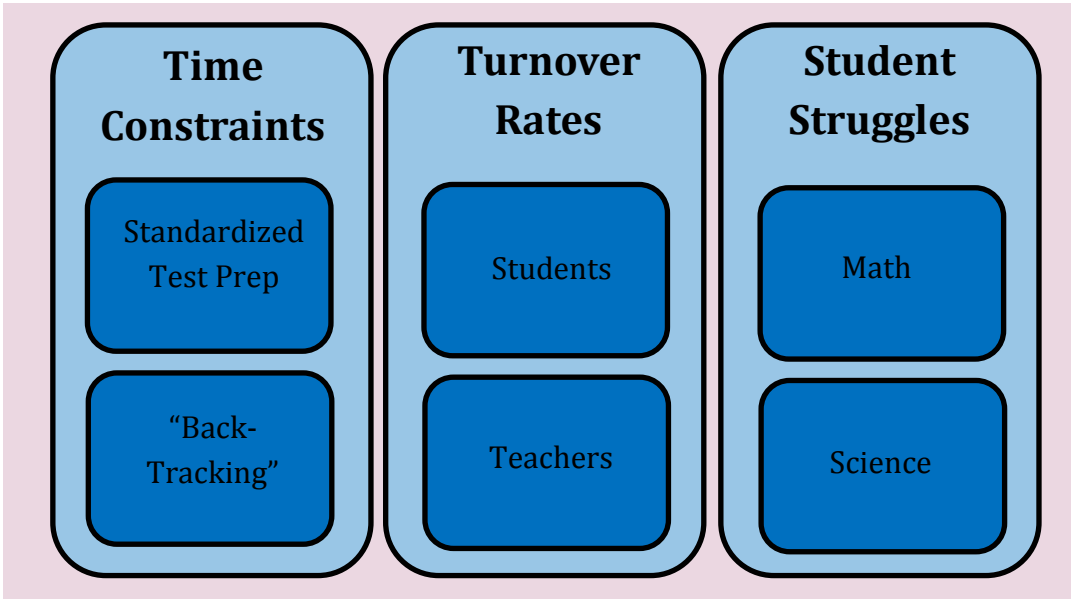 Time
Constraints
Standardized
Test Prep
“Back-
Tracking”
Turnover
Rates
Students
Teachers
Student
Struggles
Math
Science